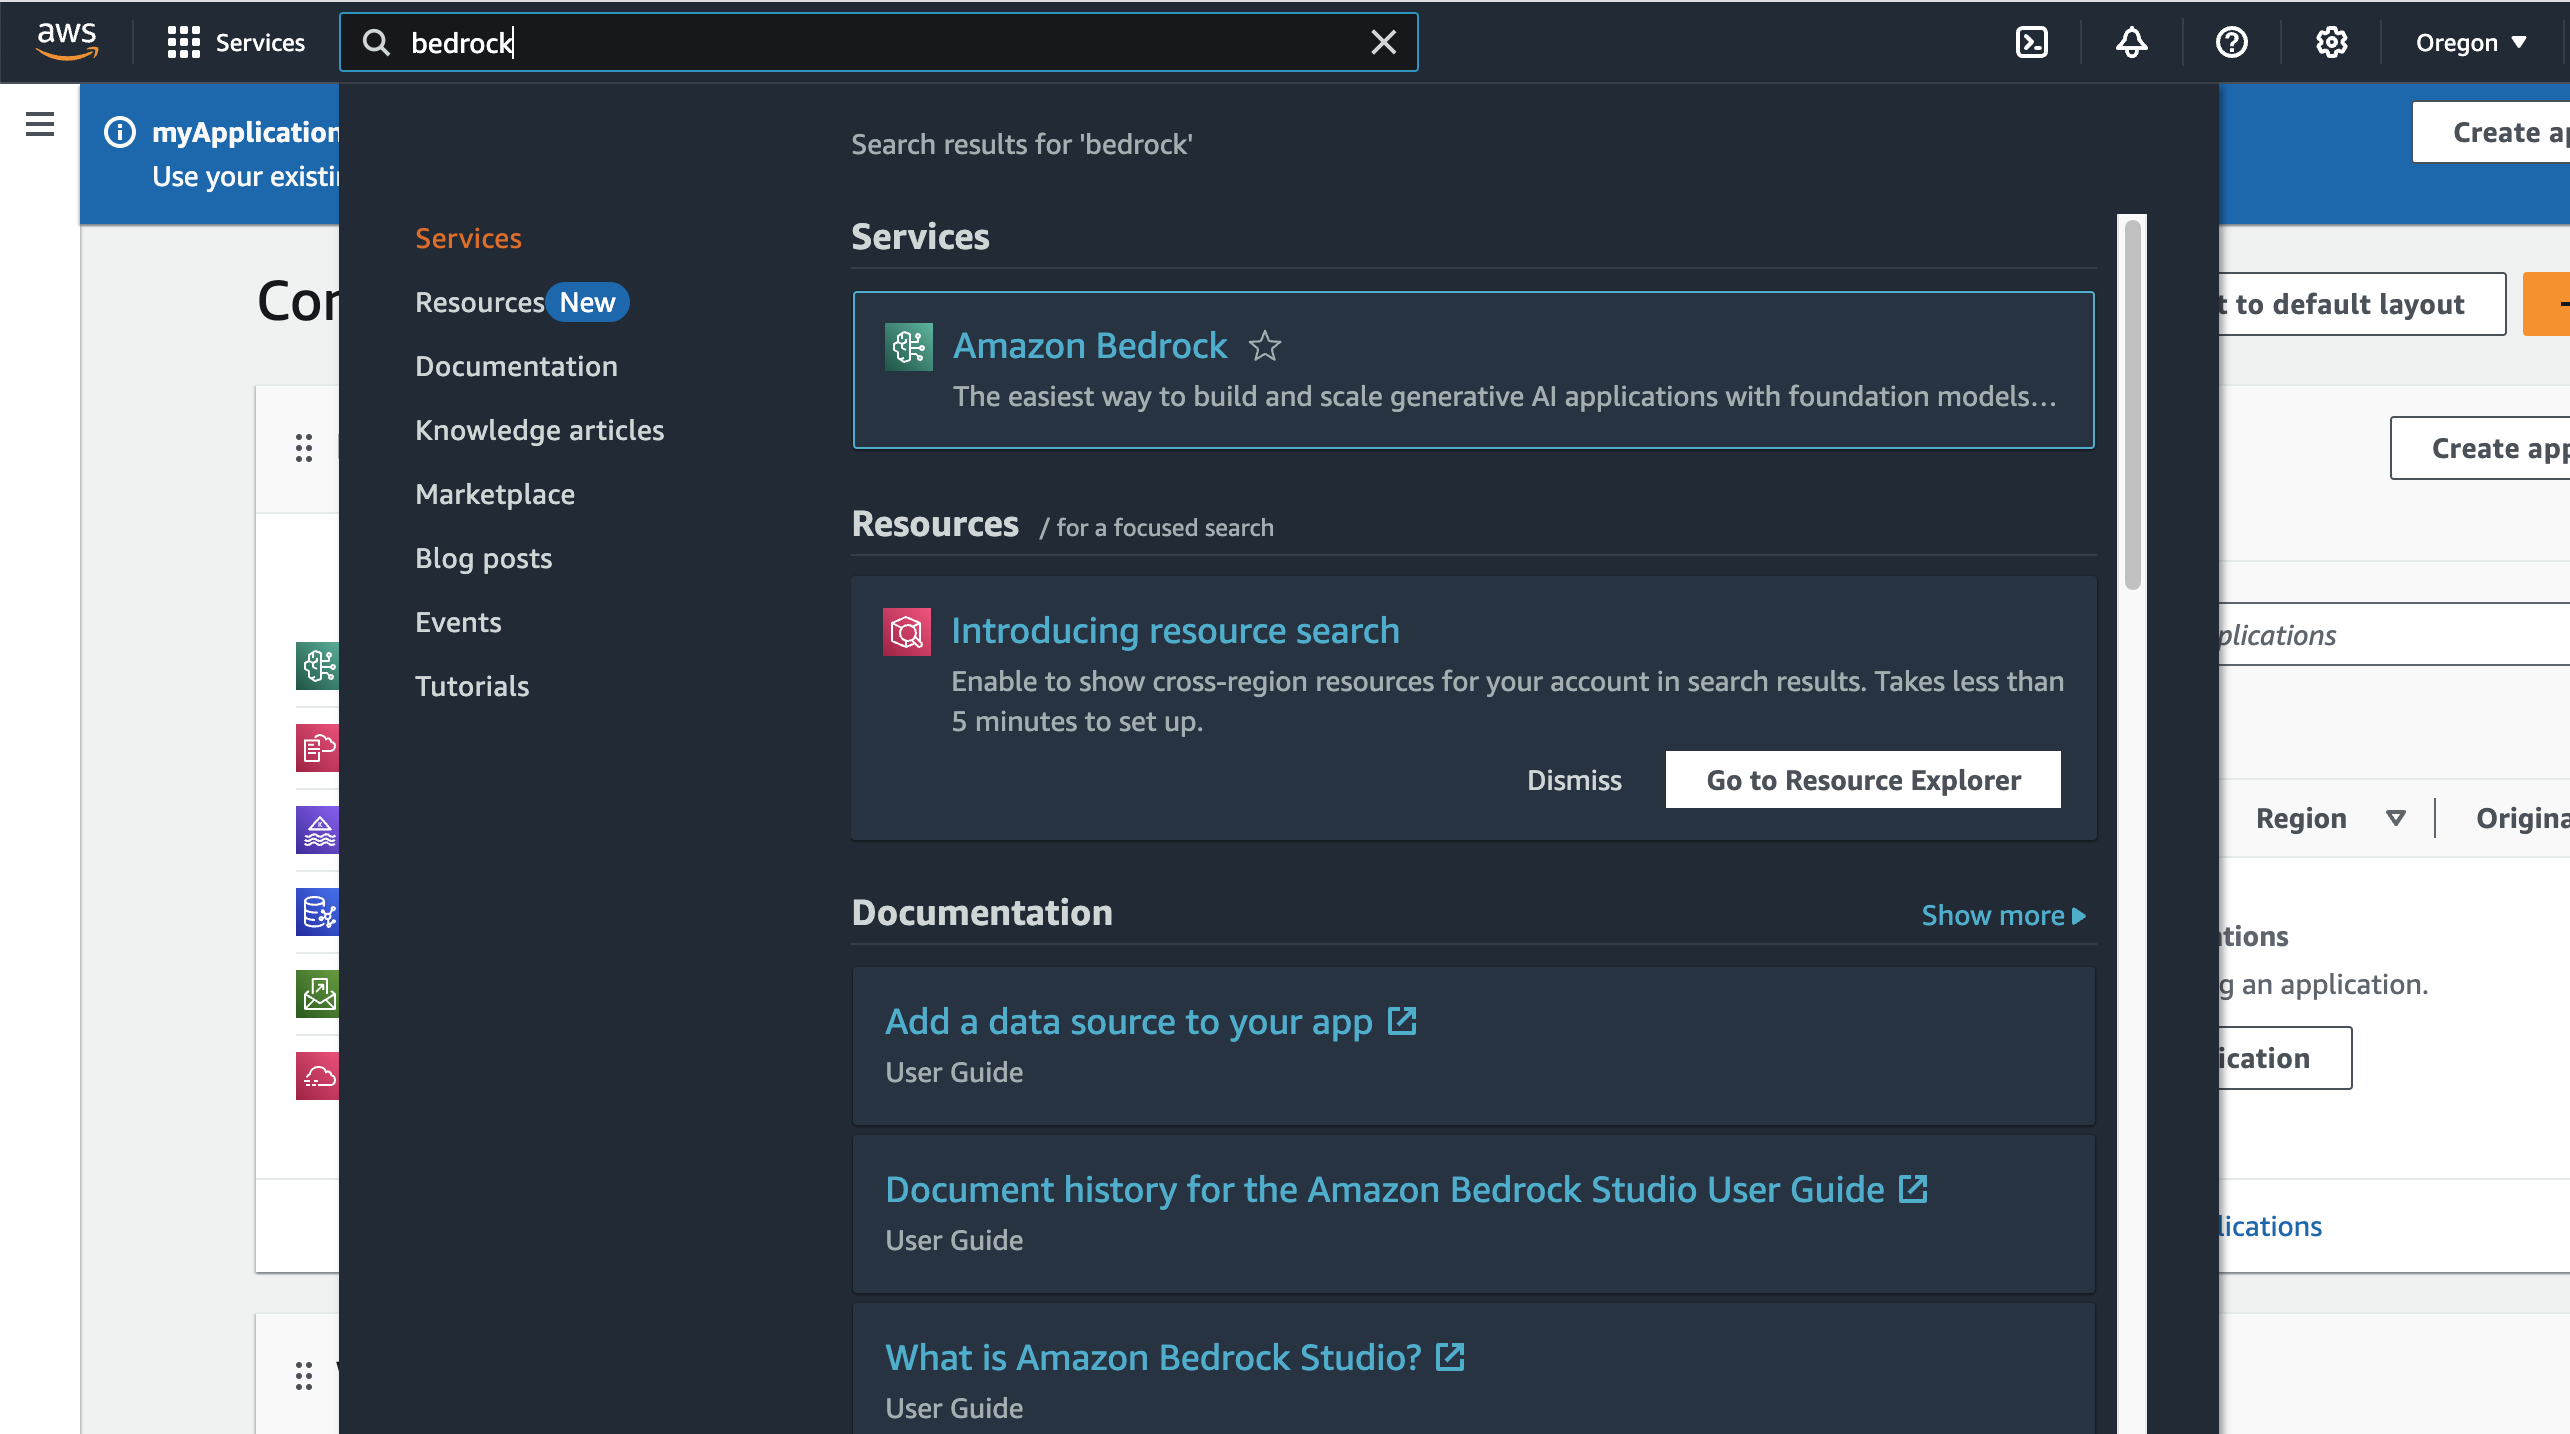 aws
Services
bedrock
Oregon
myApplication
Use your existin
Create ap
Search results for 'bedrock'
Services
Resources New
Documentation
Knowledge articles
Marketplace
Blog posts
Events
Tutorials
Services
Amazon Bedrock
The easiest way to build and scale generative AI applications with foundation models...
Resources / for a focused search
Introducing resource search
Enable to show cross-region resources for your account in search results. Takes less than
5 minutes to set up.
Dismiss
Go to Resource Explorer
Documentation
Show more
Add a data source to your app
User Guide
Document history for the Amazon Bedrock Studio User Guide
User Guide
What is Amazon Bedrock Studio?
User Guide
Con
t to default layout
Create app
plications
Region
Origina
ations
g an application.
ication
lications